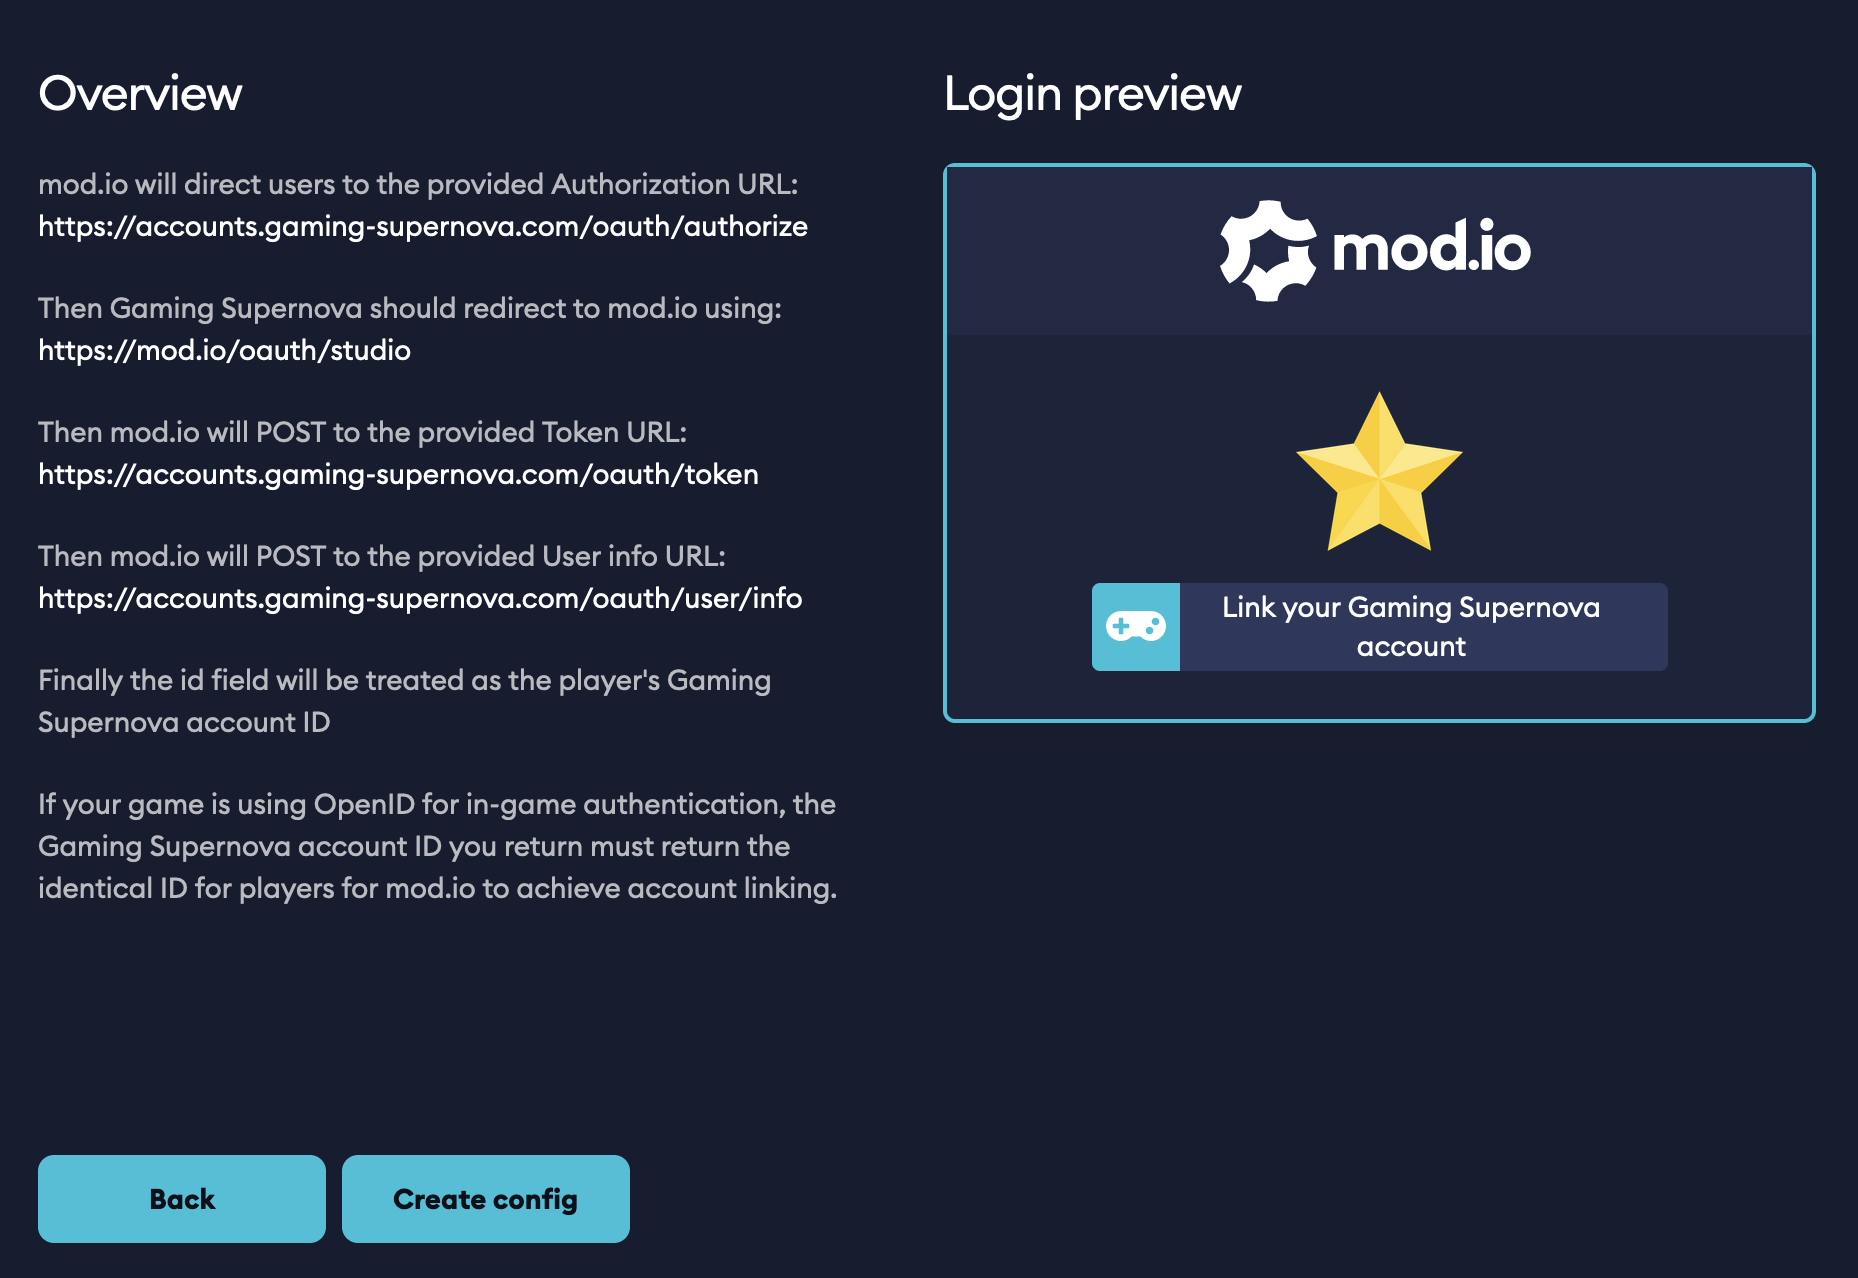 Overview
mod.io will direct users to the provided Authorization URL:
https://accounts.gaming-supernova.com/oauth/authorize
Then Gaming Supernova should redirect to mod.io using:
https://mod.io/oauth/studio
Then mod.io will POST to the provided Token URL:
https://accounts.gaming-supernova.com/oauth/token
Then mod.io will POST to the provided User info URL:
https://accounts.gaming-supernova.com/oauth/user/info
Finally the id field will be treated as the player's Gaming
Supernova account ID
If your game is using OpenID for in-game authentication, the
Gaming Supernova account ID you return must return the
identical ID for players for mod.io to achieve account linking.
Back
Create config
Login preview
mod.io
Link your Gaming Supernova
account